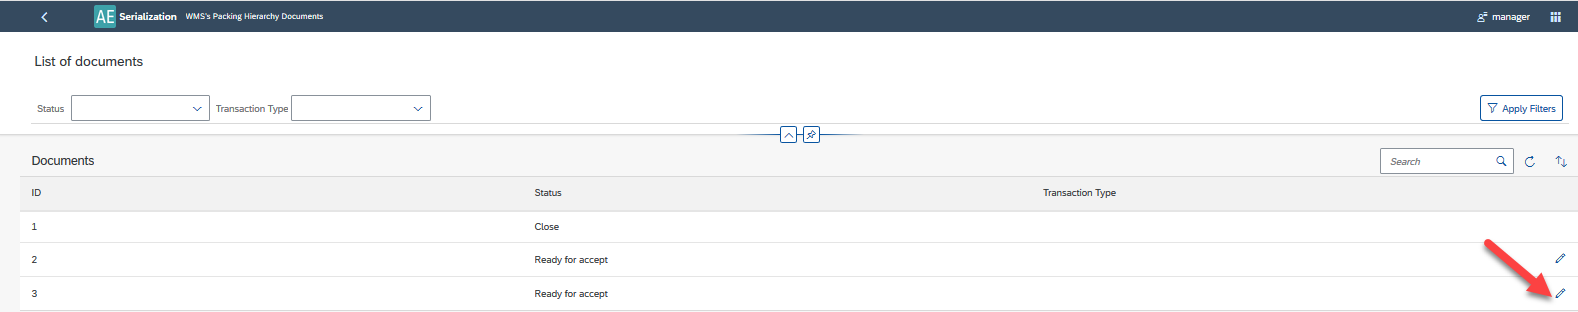 AE Serialization WMS's Packing Hierarchy Documents manager
List of documents
Status Transaction Type Apply Filters
Documents Search
ID Status Transaction Type
1 Close
2 Ready for accept
3 Ready for accept